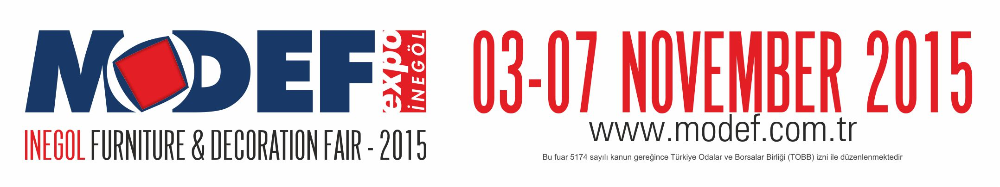 MODEF
expo
İNEGÖL
INEGOL FURNITURE & DECORATION FAIR - 2015
03-07 NOVEMBER 2015
www.modef.com.tr
Bu fuar 5174 sayılı kanun gereğince Türkiye Odalar ve Borsalar Birliği (TOBB) izni ile düzenlenmektedir